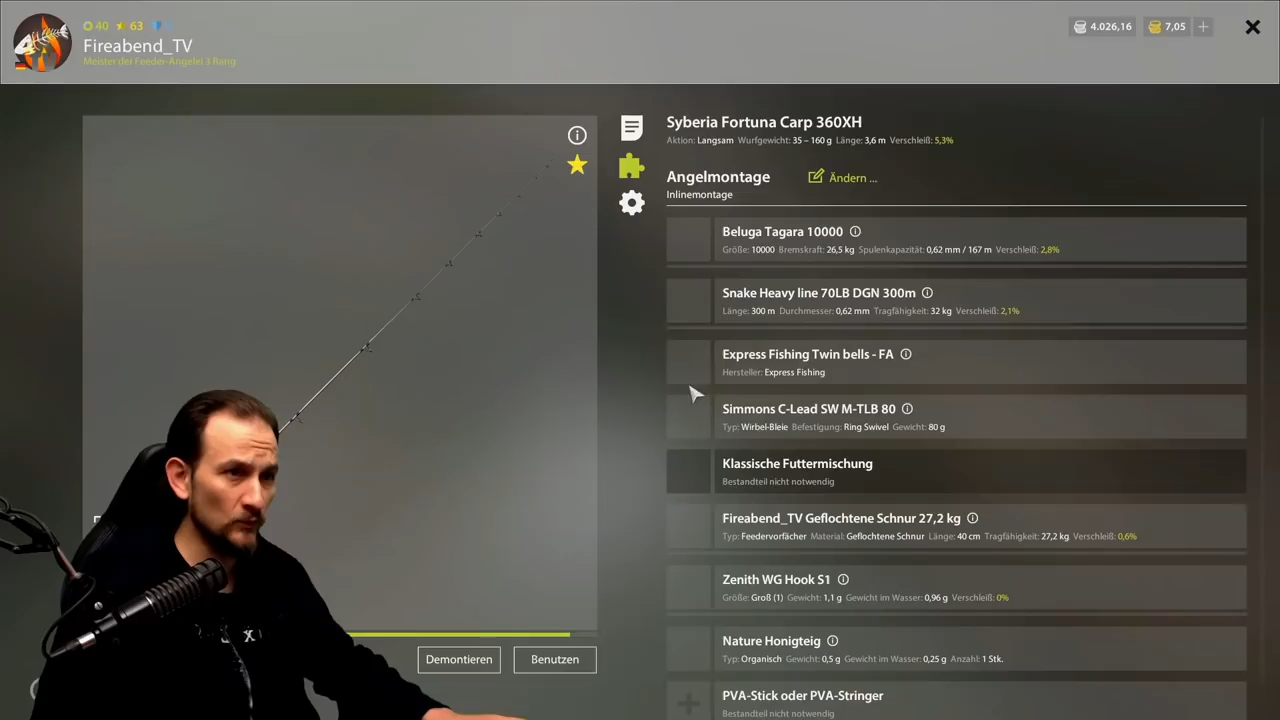 40 63
Fireabend_TV
Meister der Feeder-Angelei 3 Rang
4.026,16 7,05
Syberia Fortuna Carp 360XH
Aktion: Langsam Wurfgewicht: 35 – 160 g Länge: 3,6 m Verschleiß: 5,3%
Angelmontage Ändern ...
Inlinemontage
Beluga Tagara 10000
Größe: 10000 Bremskraft: 26,5 kg Spulenkapazität: 0,62 mm / 167 m Verschleiß: 2,8%
Snake Heavy line 70LB DGN 300m
Länge: 300 m Durchmesser: 0,62 mm Tragfähigkeit: 32 kg Verschleiß: 2,1%
Express Fishing Twin bells - FA
Hersteller: Express Fishing
Simmons C-Lead SW M-TLB 80
Typ: Wirbel-Bleie Befestigung: Ring Swivel Gewicht: 80 g
Klassische Futtermischung
Bestandteil nicht notwendig
Fireabend_TV Geflochtene Schnur 27,2 kg
Typ: Feedervorfächer Material: Geflochtene Schnur Länge: 40 cm Tragfähigkeit: 27,2 kg Verschleiß: 0,6%
Zenith WG Hook S1
Größe: Groß (1) Gewicht: 1,1 g Gewicht im Wasser: 0,96 g Verschleiß: 0%
Nature Honigteig
Typ: Organisch Gewicht: 0,5 g Gewicht im Wasser: 0,25 g Anzahl: 1 Stk.
PVA-Stick oder PVA-Stringer
Bestandteil nicht notwendig
Demontieren Benutzen